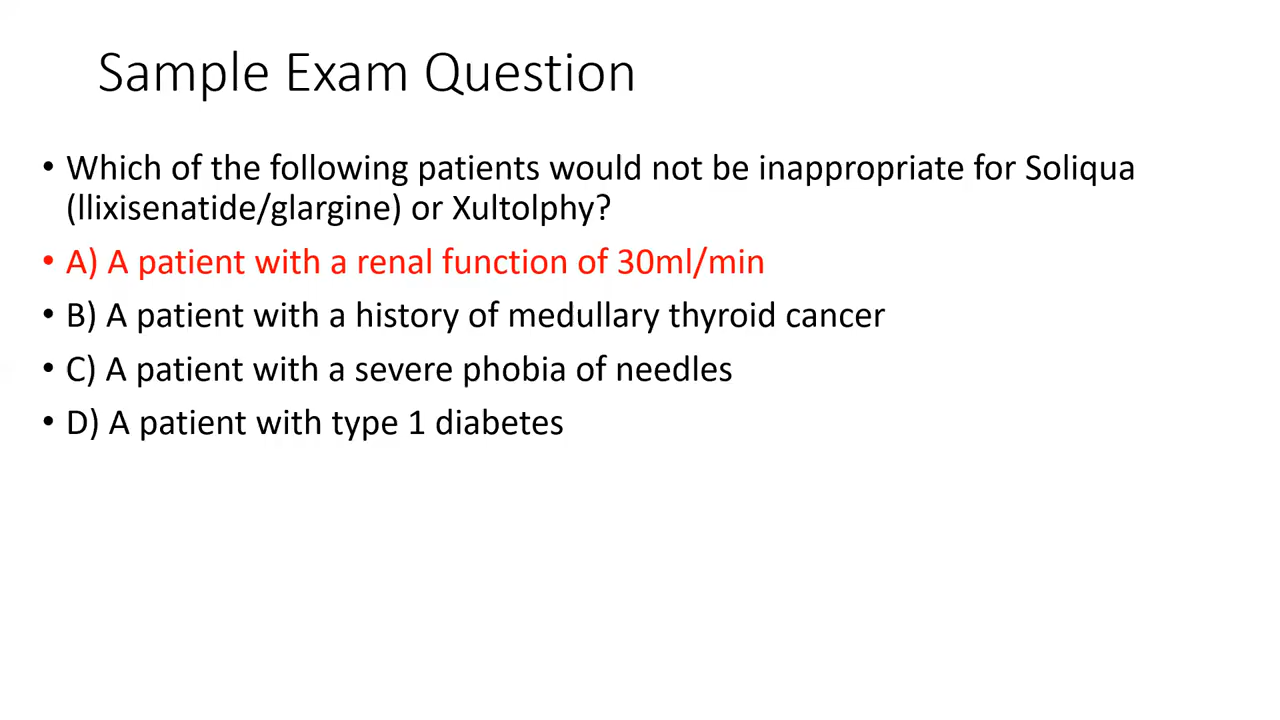 Sample Exam Question
• Which of the following patients would not be inappropriate for Soliqua
(llixisenatide/glargine) or Xultolphy?
• A) A patient with a renal function of 30ml/min
• B) A patient with a history of medullary thyroid cancer
• C) A patient with a severe phobia of needles
• D) A patient with type 1 diabetes